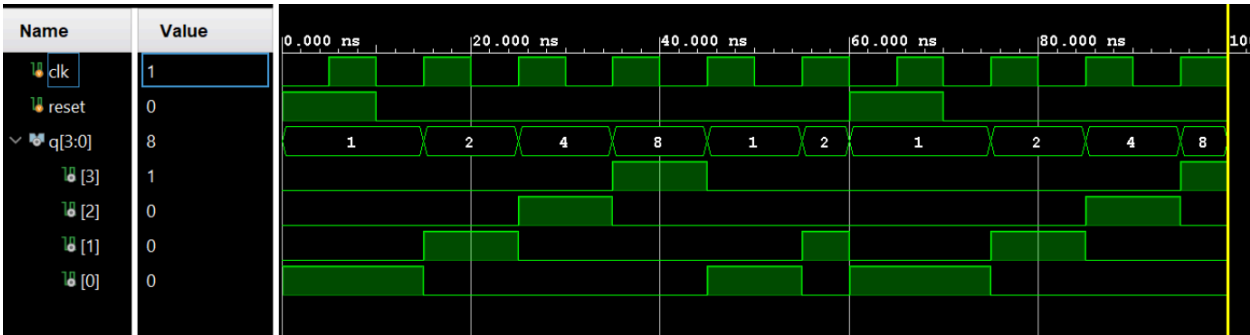 Name Value 0.000 ns 20.000 ns 40.000 ns 60.000 ns 80.000 ns 10
clk 1
reset 0
q[3:0] 8 1 2 4 8 1 2 1 2 4 8
[3] 1
[2] 0
[1] 0
[0] 0